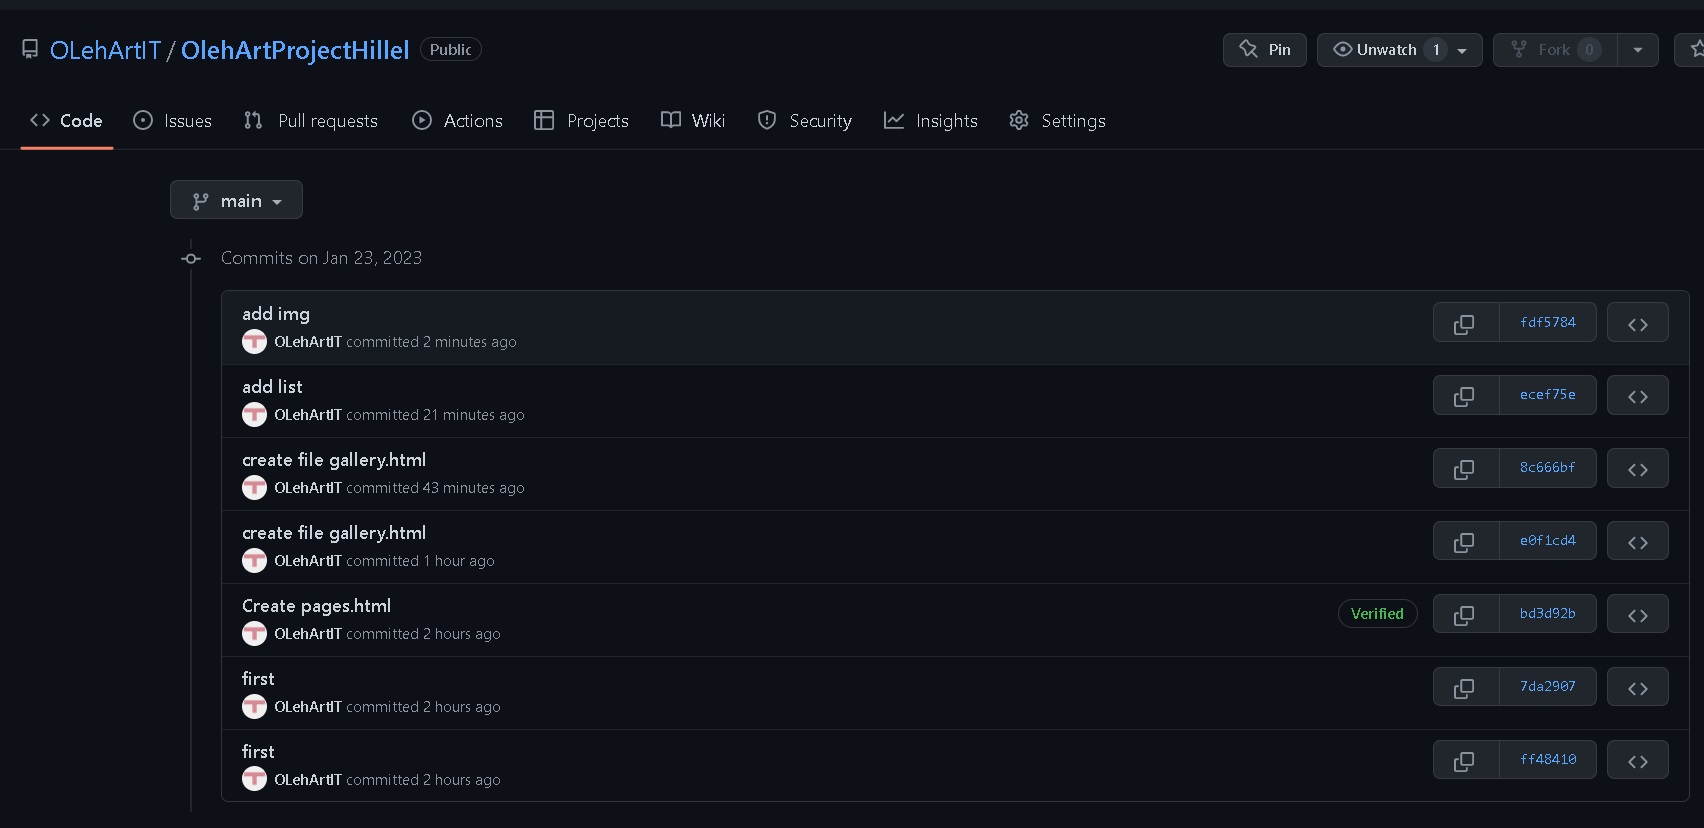 OLehArtIT / OlehArtProjectHillel Public Pin Unwatch 1 Fork 0
Code Issues Pull requests Actions Projects Wiki Security Insights Settings
main
Commits on Jan 23, 2023
add img
OLehArtIT committed 2 minutes ago
fdf5784
add list
OLehArtIT committed 21 minutes ago
ecef75e
create file gallery.html
OLehArtIT committed 43 minutes ago
8c666bf
create file gallery.html
OLehArtIT committed 1 hour ago
e0f1cd4
Create pages.html
OLehArtIT committed 2 hours ago
Verified bd3d92b
first
OLehArtIT committed 2 hours ago
7da2907
first
OLehArtIT committed 2 hours ago
ff48410